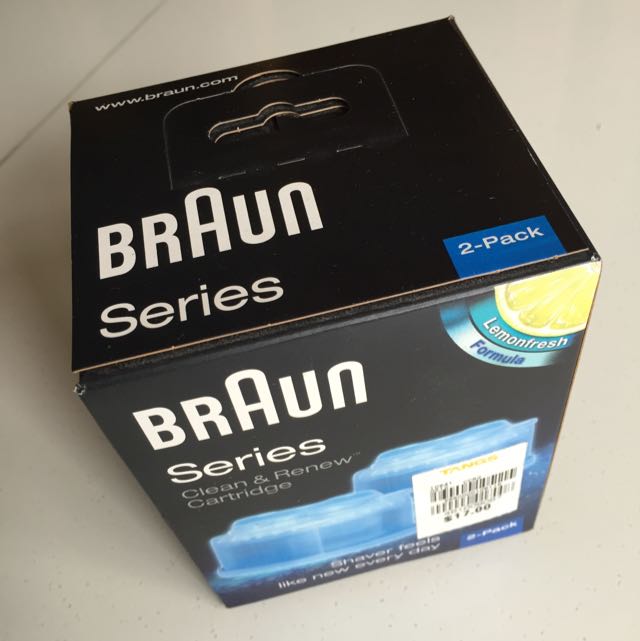 www.braun.com
BRAUN
Series
2-Pack
Lemonfresh
Formula
BRAUN
Series
Clean & Renew™
Cartridge
TANGS
$17.00
Shaver feels
like new every day
2-Pack